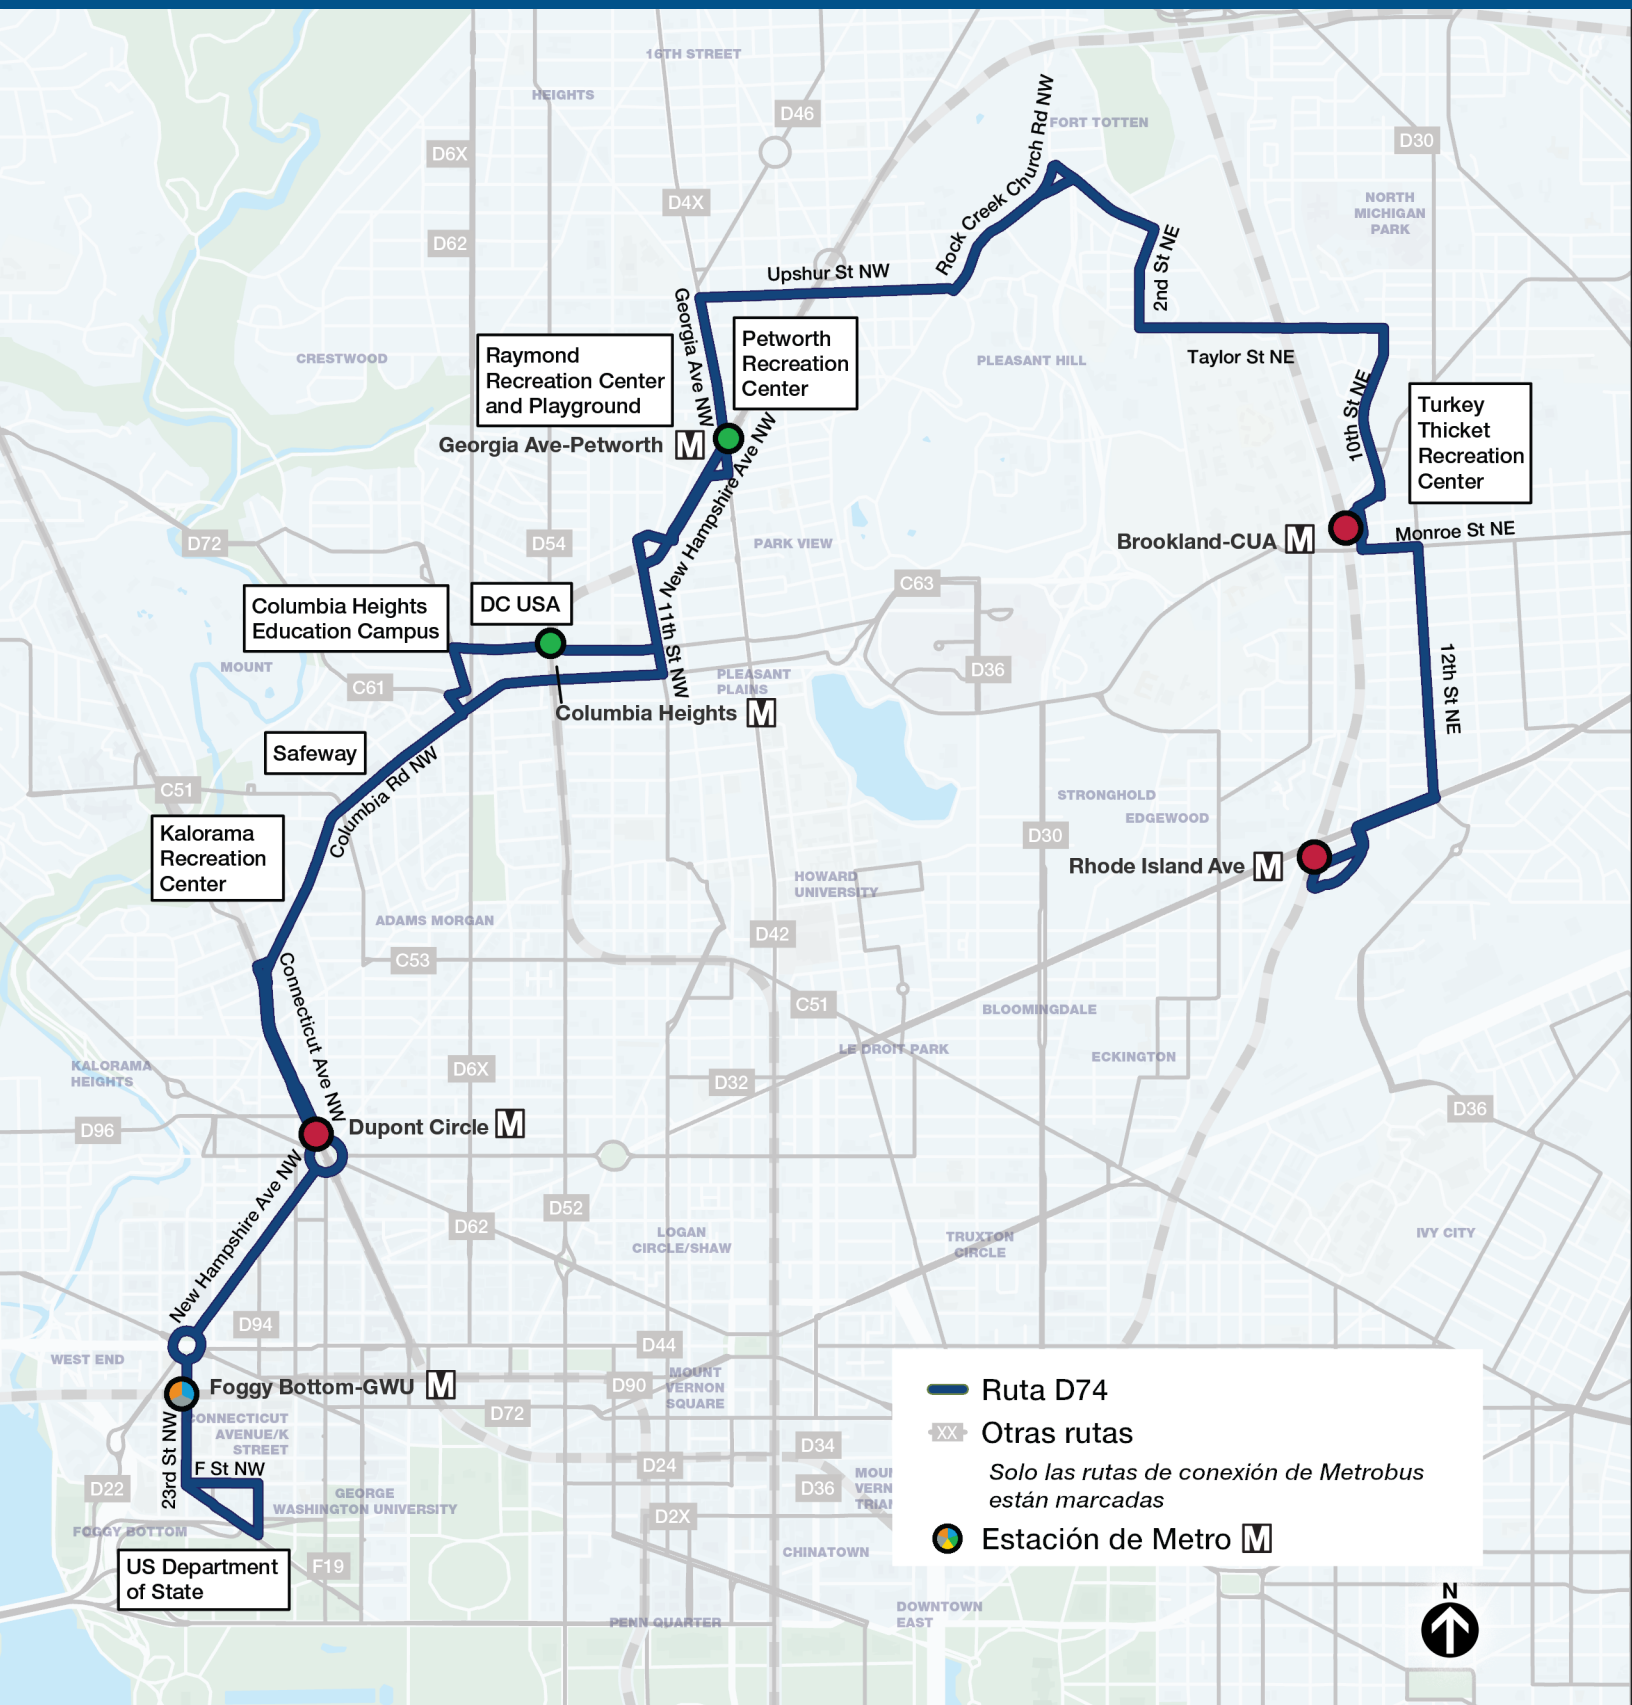 16TH STREET
HEIGHTS
D46
D6X
D4X
D62
FORT TOTTEN
D30
NORTH
MICHIGAN
PARK
Rock Creek Church Rd NW
Upshur St NW
2nd St NE
Georgia Ave NW
CRESTWOOD
Raymond
Recreation Center
and Playground
Petworth
Recreation
Center
PLEASANT HILL
Taylor St NE
10th St NE
Turkey
Thicket
Recreation
Center
Georgia Ave-Petworth M
New Hampshire Ave NW
D72
D54
PARK VIEW
Brookland-CUA M
Monroe St NE
C63
Columbia Heights
Education Campus
DC USA
11th St NW
MOUNT
C61
PLEASANT
PLAINS
D36
12th St NE
Columbia Heights M
Safeway
Columbia Rd NW
C51
STRONGHOLD
EDGEWOOD
D30
Kalorama
Recreation
Center
Rhode Island Ave M
HOWARD
UNIVERSITY
ADAMS MORGAN
D42
C53
Connecticut Ave NW
C51
BLOOMINGDALE
LE DROIT PARK
ECKINGTON
KALORAMA
HEIGHTS
D6X
D32
D36
D96
Dupont Circle M
New Hampshire Ave NW
D52
D62
LOGAN
CIRCLE/SHAW
TRUXTON
CIRCLE
IVY CITY
D94
D44
WEST END
Foggy Bottom-GWU M
D90
MOUNT
VERNON
SQUARE
23rd St NW
CONNECTICUT
AVENUE/K
STREET
D72
D34
F St NW
D24
D22
GEORGE
WASHINGTON UNIVERSITY
D36
MOUN
VERN
TRIAN
D2X
FOGGY BOTTOM
CHINATOWN
US Department
of State
F19
PENN QUARTER
DOWNTOWN
EAST
Ruta D74
XX Otras rutas
Solo las rutas de conexión de Metrobus
están marcadas
Estación de Metro M
N